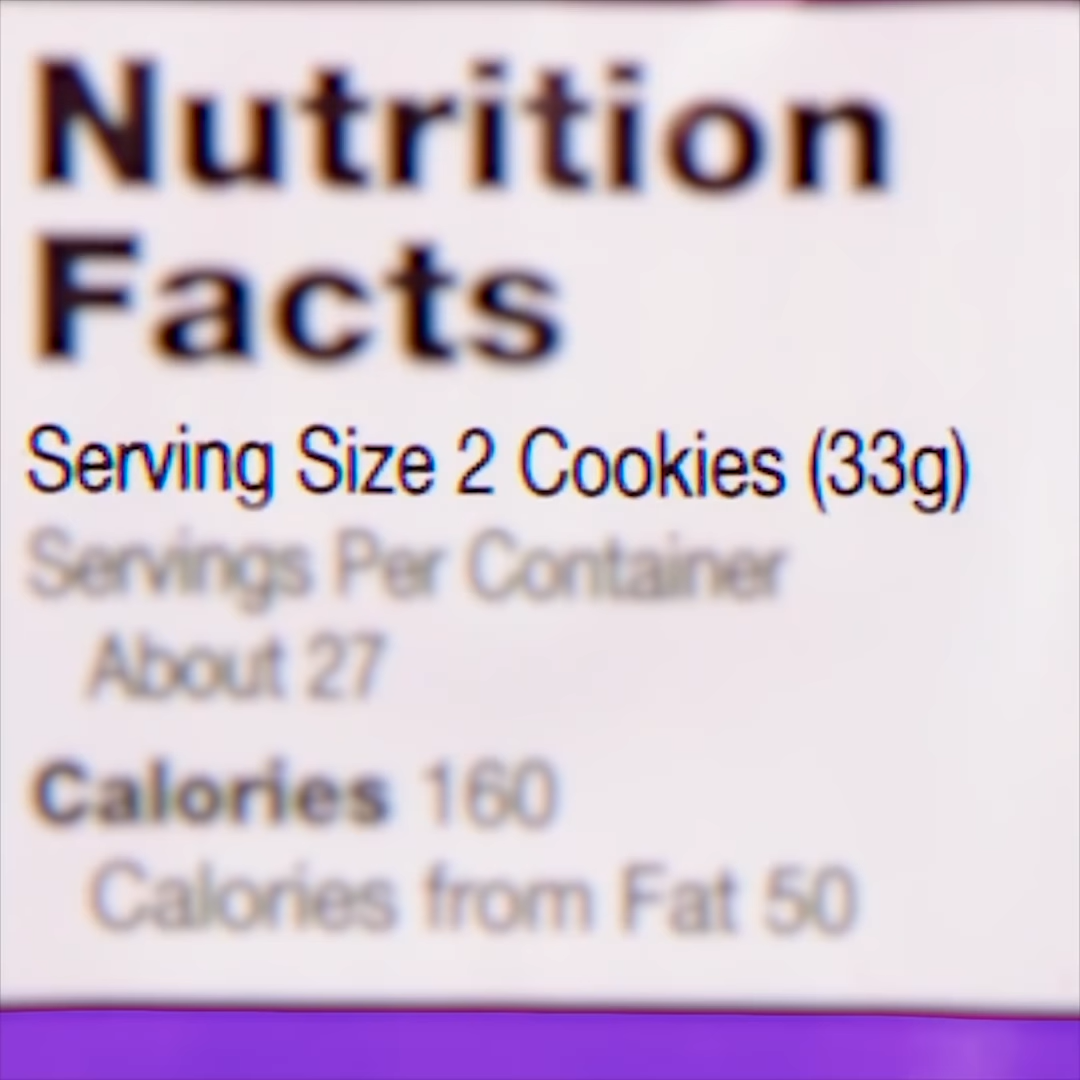 Nutrition
Facts
Serving Size 2 Cookies (33g)
Servings Per Container
About 27
Calories 160
Calories from Fat 50